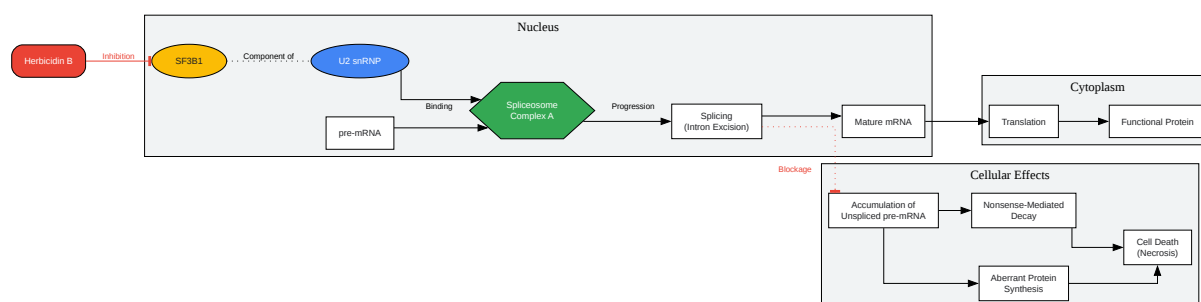 Nucleus
Herbicidin B
Inhibition
SF3B1
Component of
U2 snRNP
Binding
pre-mRNA
Spliceosome
Complex A
Progression
Splicing
(Intron Excision)
Mature mRNA
Cytoplasm
Translation
Functional Protein
Blockage
Cellular Effects
Accumulation of
Unspliced pre-mRNA
Nonsense-Mediated
Decay
Aberrant Protein
Synthesis
Cell Death
(Necrosis)